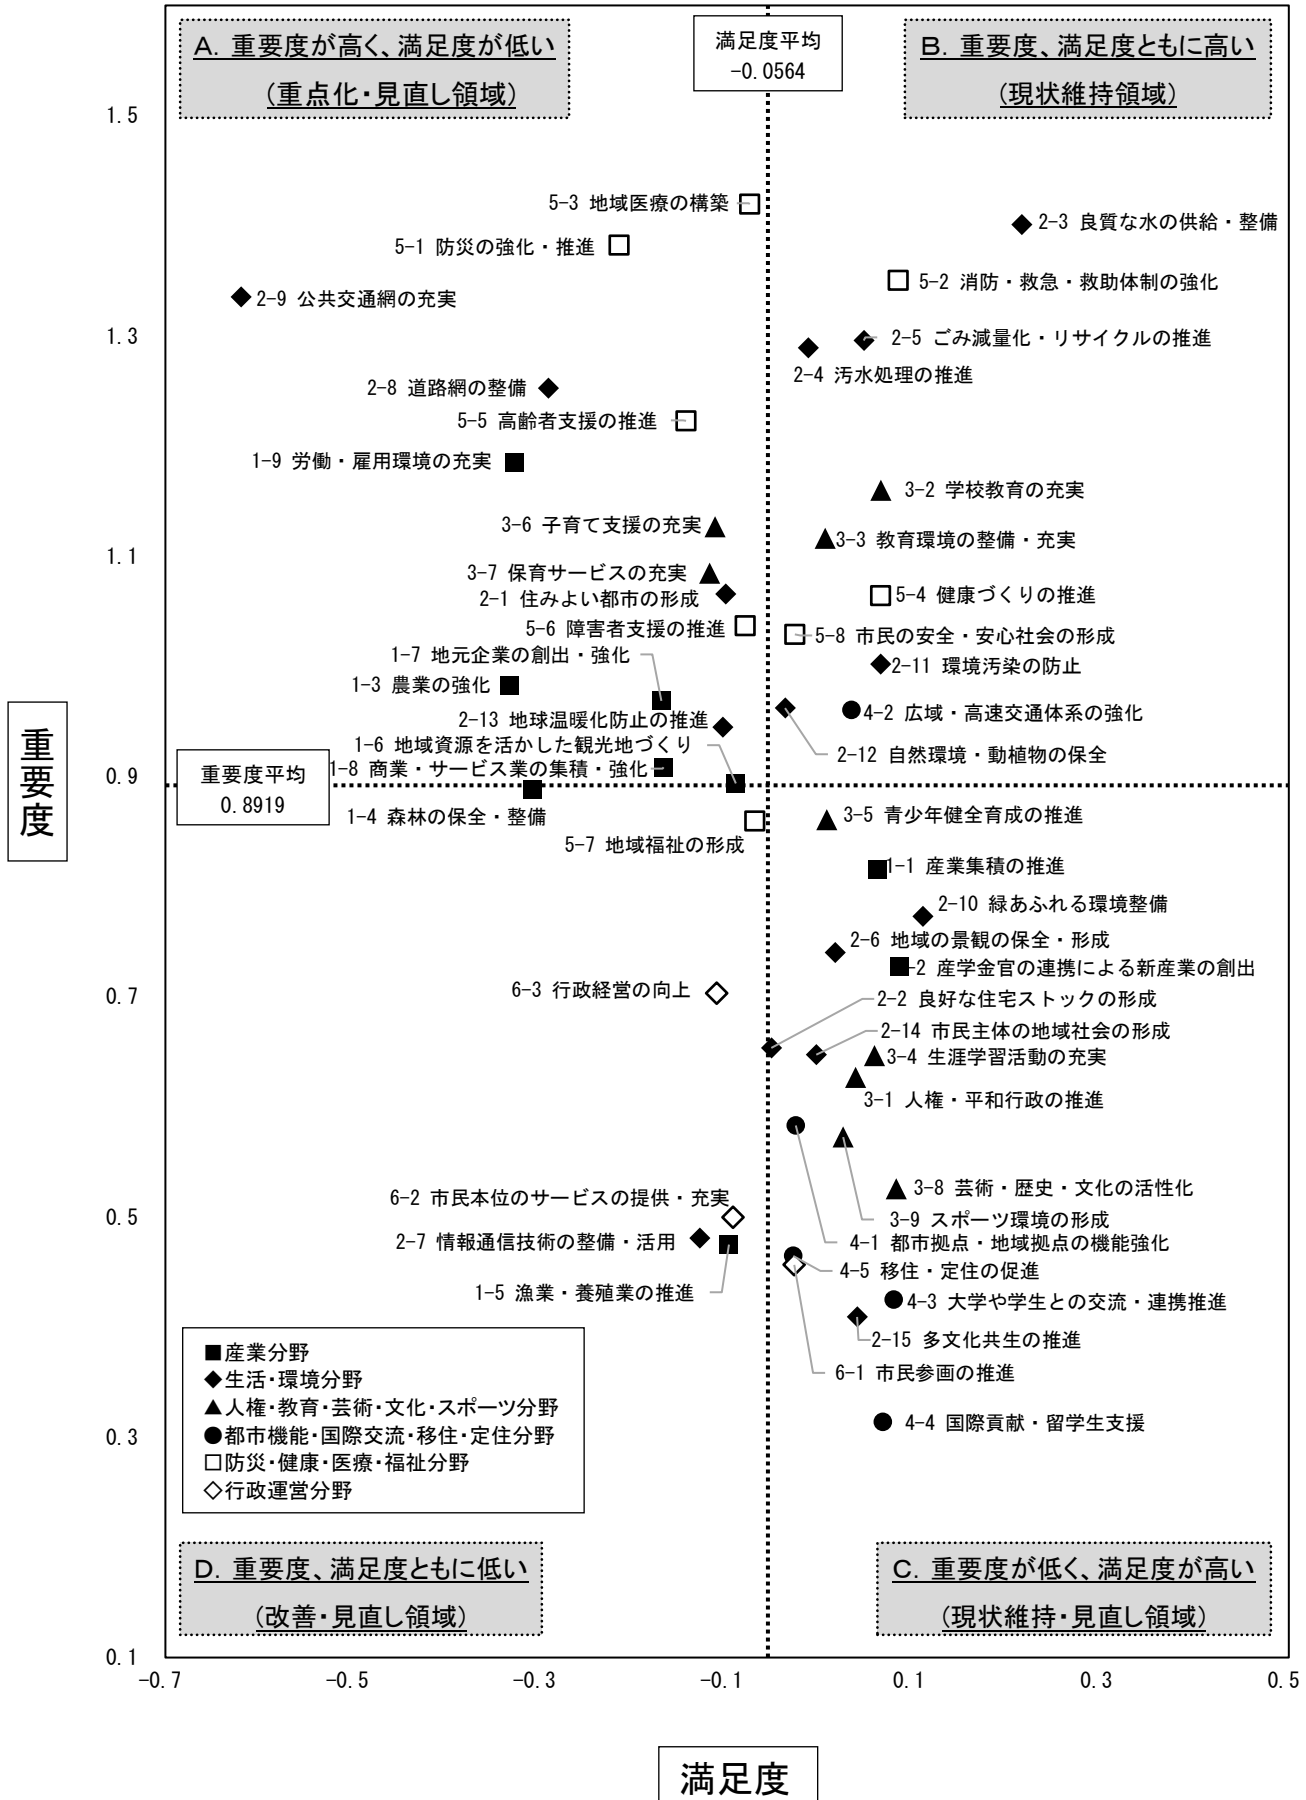 A．重要度が高く、満足度が低い
（重点化・見直し領域）
満足度平均
-0.0564
B．重要度、満足度ともに高い
（現状維持領域）
1.5
5-3 地域医療の構築
2-3 良質な水の供給・整備
5-1 防災の強化・推進
5-2 消防・救急・救助体制の強化
2-9 公共交通網の充実
1.3
2-5 ごみ減量化・リサイクルの推進
2-4 汚水処理の推進
2-8 道路網の整備
5-5 高齢者支援の推進
1-9 労働・雇用環境の充実
3-2 学校教育の充実
3-6 子育て支援の充実
3-3 教育環境の整備・充実
1.1
3-7 保育サービスの充実
2-1 住みよい都市の形成
5-4 健康づくりの推進
5-6 障害者支援の推進
5-8 市民の安全・安心社会の形成
1-7 地元企業の創出・強化
2-11 環境汚染の防止
1-3 農業の強化
2-13 地球温暖化防止の推進
4-2 広域・高速交通体系の強化
1-6 地域資源を活かした観光地づくり
2-12 自然環境・動植物の保全
重要度
0.9
重要度平均
0.8919
1-8 商業・サービス業の集積・強化
1-4 森林の保全・整備
3-5 青少年健全育成の推進
5-7 地域福祉の形成
1-1 産業集積の推進
2-10 緑あふれる環境整備
2-6 地域の景観の保全・形成
-2 産学金官の連携による新産業の創出
6-3 行政経営の向上
0.7
2-2 良好な住宅ストックの形成
2-14 市民主体の地域社会の形成
3-4 生涯学習活動の充実
3-1 人権・平和行政の推進
3-8 芸術・歴史・文化の活性化
6-2 市民本位のサービスの提供・充実
0.5
3-9 スポーツ環境の形成
2-7 情報通信技術の整備・活用
4-1 都市拠点・地域拠点の機能強化
4-5 移住・定住の促進
1-5 漁業・養殖業の推進
4-3 大学や学生との交流・連携推進
2-15 多文化共生の推進
6-1 市民参画の推進
4-4 国際貢献・留学生支援
0.3
■産業分野
◆生活・環境分野
▲人権・教育・芸術・文化・スポーツ分野
●都市機能・国際交流・移住・定住分野
□防災・健康・医療・福祉分野
◇行政運営分野
D．重要度、満足度ともに低い
（改善・見直し領域）
C．重要度が低く、満足度が高い
（現状維持・見直し領域）
0.1
-0.7 -0.5 -0.3 -0.1 0.1 0.3 0.5
満足度